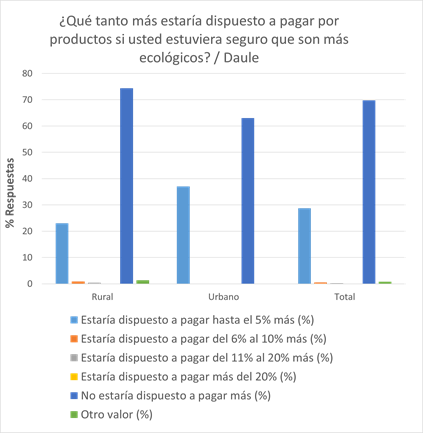 ¿Qué tanto más estaría dispuesto a pagar por
productos si usted estuviera seguro que son más
ecológicos? / Daule
% Respuestas
80
70
60
50
40
30
20
10
0
Rural
Urbano
Total
Estaría dispuesto a pagar hasta el 5% más (%)
Estaría dispuesto a pagar del 6% al 10% más (%)
Estaría dispuesto a pagar del 11% al 20% más (%)
Estaría dispuesto a pagar más del 20% (%)
No estaría dispuesto a pagar más (%)
Otro valor (%)